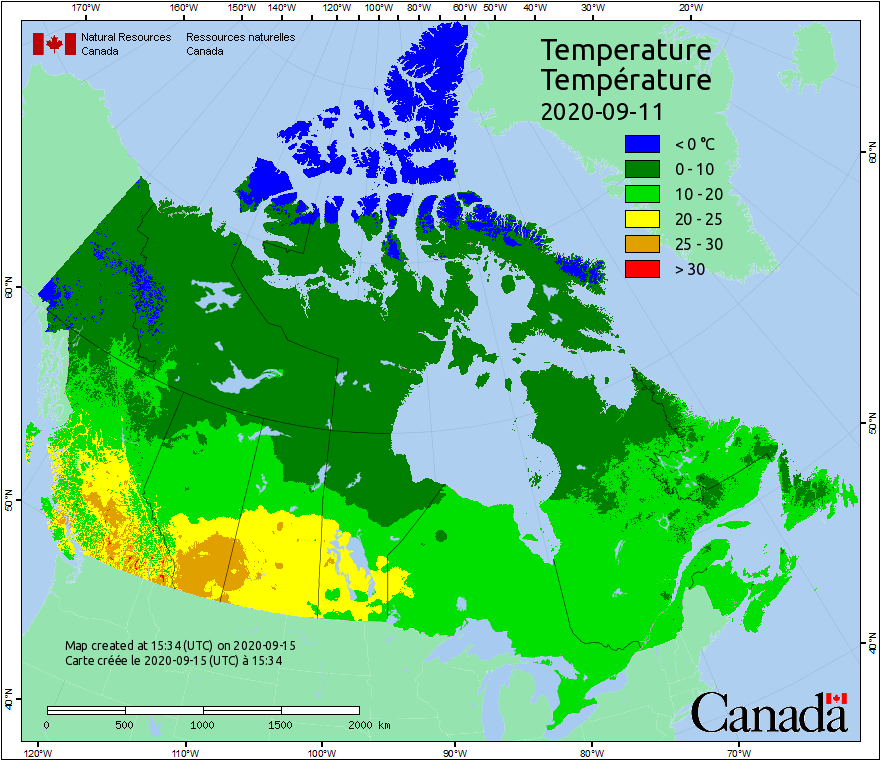 170°W 160°W 150°W 140°W 120°W 100°W 80°W 60°W 50°W 40°W 30°W 20°W
Natural Resources Ressources naturelles
Canada Canada
Temperature
Température
2020-09-11
< 0 °C
0 - 10
10 - 20
20 - 25
25 - 30
> 30
60°N
60°N
50°N
50°N
40°N
40°N
Map created at 15:34 (UTC) on 2020-09-15
Carte créée le 2020-09-15 (UTC) à 15:34
0 500 1000 1500 2000 km
Canada
120°W 110°W 100°W 90°W 80°W 70°W